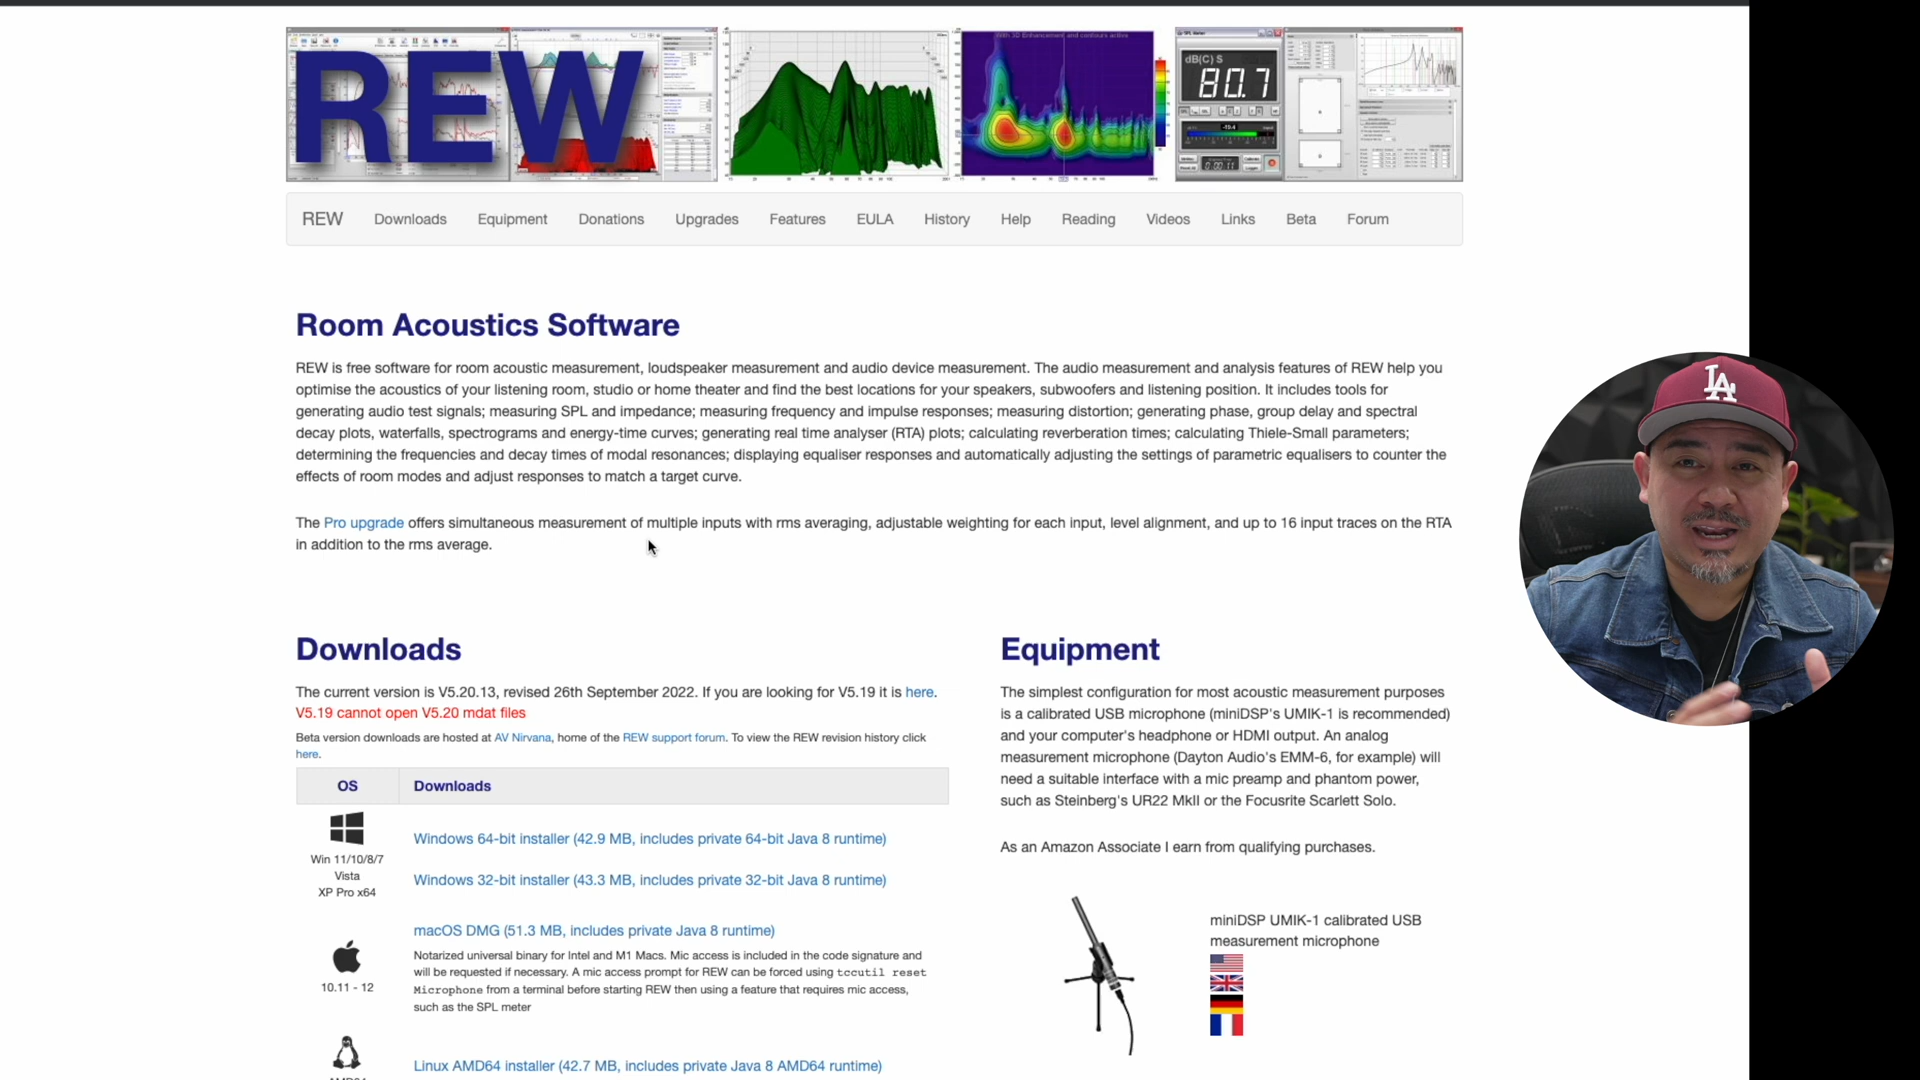 REW
With 3D Enhancement and contours active
dB(C) S
80.7
REW Downloads Equipment Donations Upgrades Features EULA History Help Reading Videos Links Beta Forum
Room Acoustics Software
REW is free software for room acoustic measurement, loudspeaker measurement and audio device measurement. The audio measurement and analysis features of REW help you
optimise the acoustics of your listening room, studio or home theater and find the best locations for your speakers, subwoofers and listening position. It includes tools for
generating audio test signals; measuring SPL and impedance; measuring frequency and impulse responses; measuring distortion; generating phase, group delay and spectral
decay plots, waterfalls, spectrograms and energy-time curves; generating real time analyser (RTA) plots; calculating reverberation times; calculating Thiele-Small parameters;
determining the frequencies and decay times of modal resonances; displaying equaliser responses and automatically adjusting the settings of parametric equalisers to counter the
effects of room modes and adjust responses to match a target curve.
The Pro upgrade offers simultaneous measurement of multiple inputs with rms averaging, adjustable weighting for each input, level alignment, and up to 16 input traces on the RTA
in addition to the rms average.
LA
Downloads
The current version is V5.20.13, revised 26th September 2022. If you are looking for V5.19 it is here.
V5.19 cannot open V5.20 mdat files
Beta version downloads are hosted at AV Nirvana, home of the REW support forum. To view the REW revision history click
here.
OS Downloads
Win 11/10/8/7
Vista
XP Pro x64
Windows 64-bit installer (42.9 MB, includes private 64-bit Java 8 runtime)
Windows 32-bit installer (43.3 MB, includes private 32-bit Java 8 runtime)
10.11 - 12
macOS DMG (51.3 MB, includes private Java 8 runtime)
Notarized universal binary for Intel and M1 Macs. Mic access is included in the code signature and
will be requested if necessary. A mic access prompt for REW can be forced using tccutil reset
Microphone from a terminal before starting REW then using a feature that requires mic access,
such as the SPL meter
Linux AMD64 installer (42.7 MB, includes private Java 8 AMD64 runtime)
Equipment
The simplest configuration for most acoustic measurement purposes
is a calibrated USB microphone (miniDSP's UMIK-1 is recommended)
and your computer's headphone or HDMI output. An analog
measurement microphone (Dayton Audio's EMM-6, for example) will
need a suitable interface with a mic preamp and phantom power,
such as Steinberg's UR22 MkII or the Focusrite Scarlett Solo.
As an Amazon Associate I earn from qualifying purchases.
miniDSP UMIK-1 calibrated USB
measurement microphone